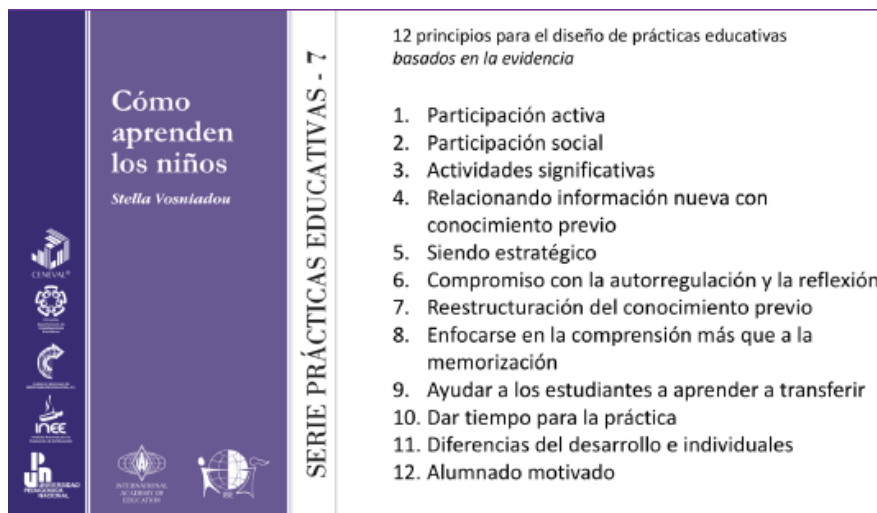 Cómo
aprenden
los niños
Stella Vosniadou
CENEVAL®
INEE
UNIVERSIDAD
PEDAGÓGICA
NACIONAL
INTERNATIONAL
ACADEMY OF
EDUCATION
IBE
SERIE PRÁCTICAS EDUCATIVAS - 7
12 principios para el diseño de prácticas educativas
basados en la evidencia
1. Participación activa
2. Participación social
3. Actividades significativas
4. Relacionando información nueva con
conocimiento previo
5. Siendo estratégico
6. Compromiso con la autorregulación y la reflexión
7. Reestructuración del conocimiento previo
8. Enfocarse en la comprensión más que a la
memorización
9. Ayudar a los estudiantes a aprender a transferir
10. Dar tiempo para la práctica
11. Diferencias del desarrollo e individuales
12. Alumnado motivado